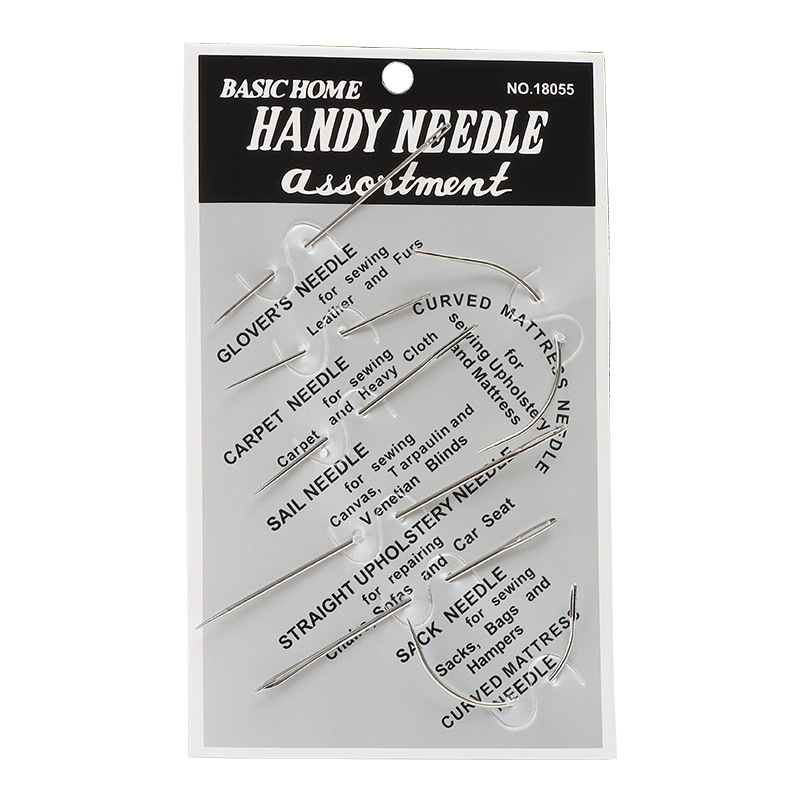 BASIC HOME
NO.18055
HANDY NEEDLE
assortment
GLOVER'S NEEDLE
for sewing
Leather and Furs
CURVED MATTRESS NEEDLE
for
sewing Upholstery
and Mattress
CARPET NEEDLE
for sewing
Carpet and Heavy Cloth
SAIL NEEDLE
for sewing
Canvas, Tarpaulin and
Venetian Blinds
STRAIGHT UPHOLSTERY NEEDLE
for repairing
Chairs, Sofas and Car Seat
SACK NEEDLE
for sewing
Sacks, Bags and
Hampers
CURVED MATTRESS
NEEDLE